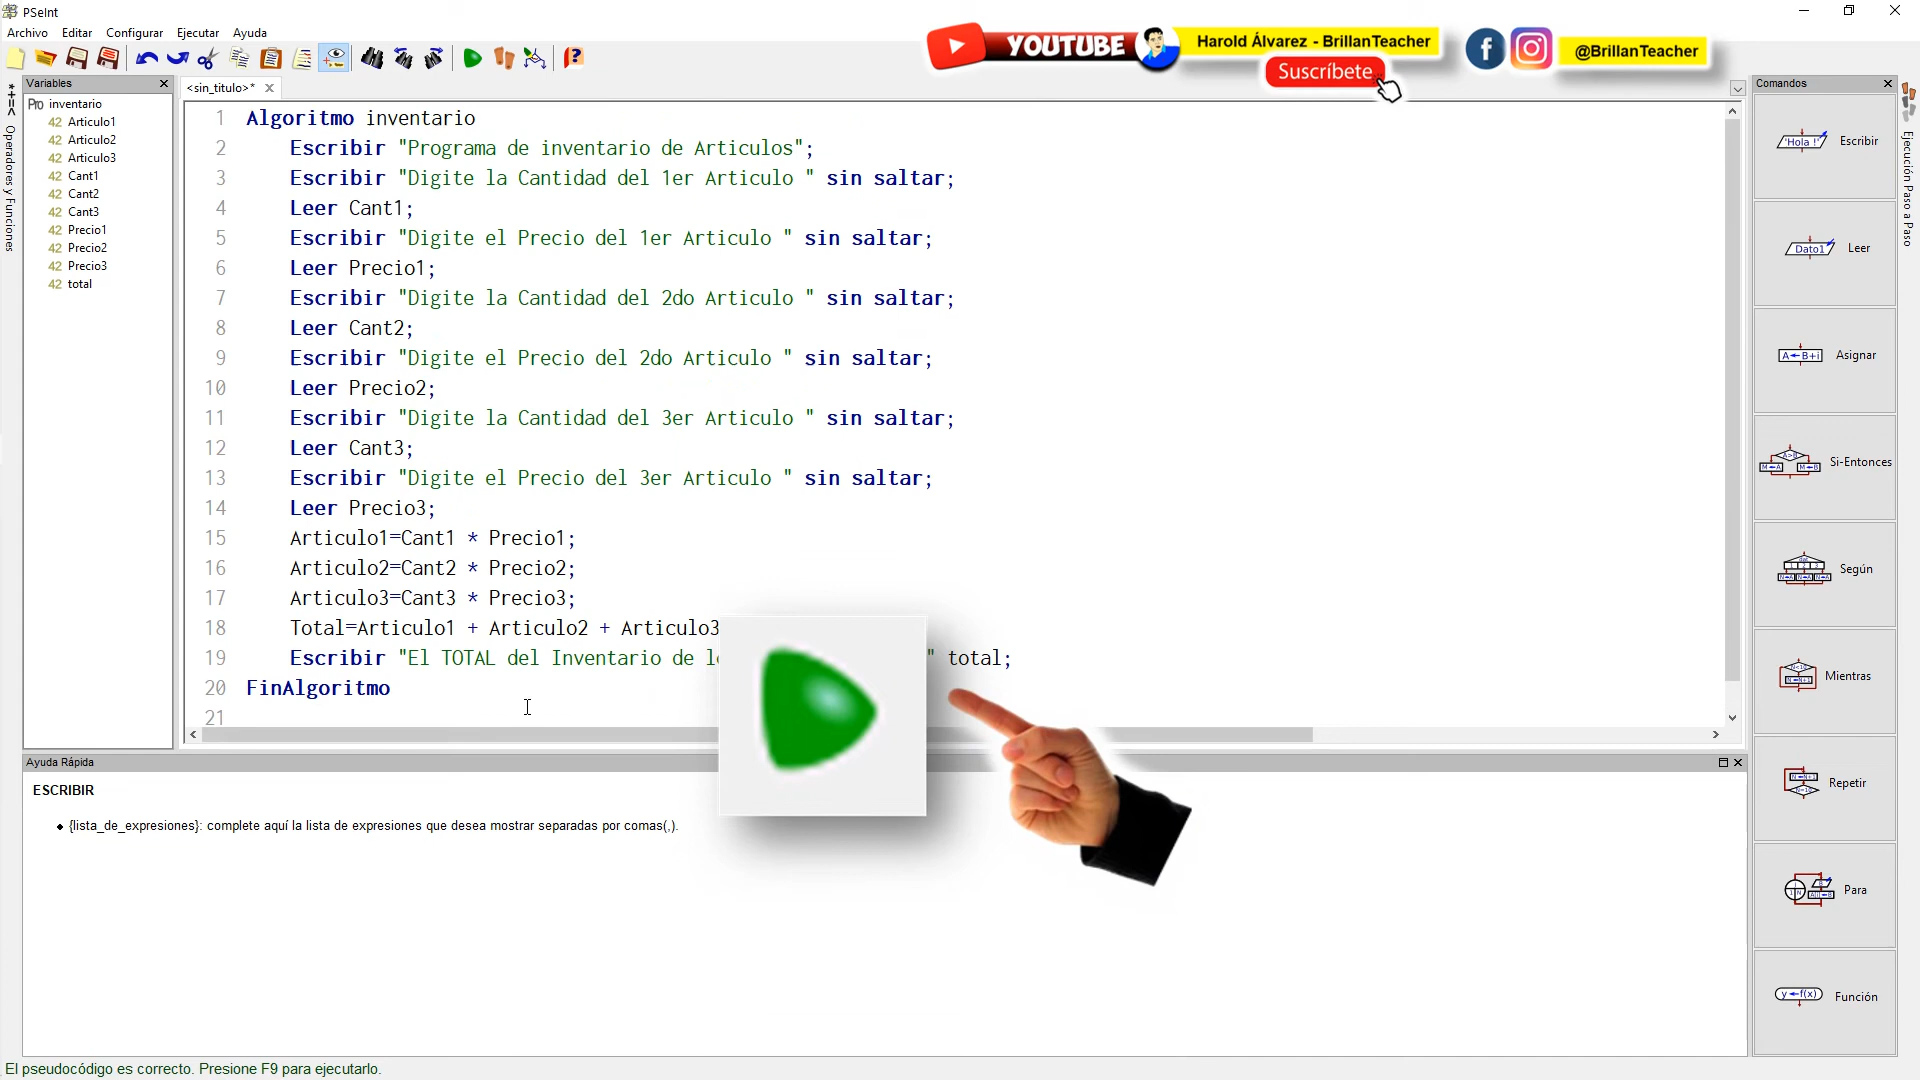 PSeInt
Archivo Editar Configurar Ejecutar Ayuda
YOUTUBE
Harold Álvarez - BrillanTeacher
Suscríbete
@BrillanTeacher
Variables
<sin_titulo>*
Comandos
*+=< Operadores y Funciones
Ejecución Paso a Paso
Pro inventario
42 Articulo1
42 Articulo2
42 Articulo3
42 Cant1
42 Cant2
42 Cant3
42 Precio1
42 Precio2
42 Precio3
42 total
1 Algoritmo inventario
2 Escribir "Programa de inventario de Articulos";
3 Escribir "Digite la Cantidad del 1er Articulo " sin saltar;
4 Leer Cant1;
5 Escribir "Digite el Precio del 1er Articulo " sin saltar;
6 Leer Precio1;
7 Escribir "Digite la Cantidad del 2do Articulo " sin saltar;
8 Leer Cant2;
9 Escribir "Digite el Precio del 2do Articulo " sin saltar;
10 Leer Precio2;
11 Escribir "Digite la Cantidad del 3er Articulo " sin saltar;
12 Leer Cant3;
13 Escribir "Digite el Precio del 3er Articulo " sin saltar;
14 Leer Precio3;
15 Articulo1=Cant1 * Precio1;
16 Articulo2=Cant2 * Precio2;
17 Articulo3=Cant3 * Precio3;
18 Total=Articulo1 + Articulo2 + Articulo3
19 Escribir "El TOTAL del Inventario de " total;
20 FinAlgoritmo
21
'Hola !' Escribir
Dato1 Leer
A←B+i Asignar
Si-Entonces
Según
Mientras
Repetir
Para
y←f(x) Función
Ayuda Rápida
ESCRIBIR
{lista_de_expresiones}: complete aquí la lista de expresiones que desea mostrar separadas por comas(,).
El pseudocódigo es correcto. Presione F9 para ejecutarlo.